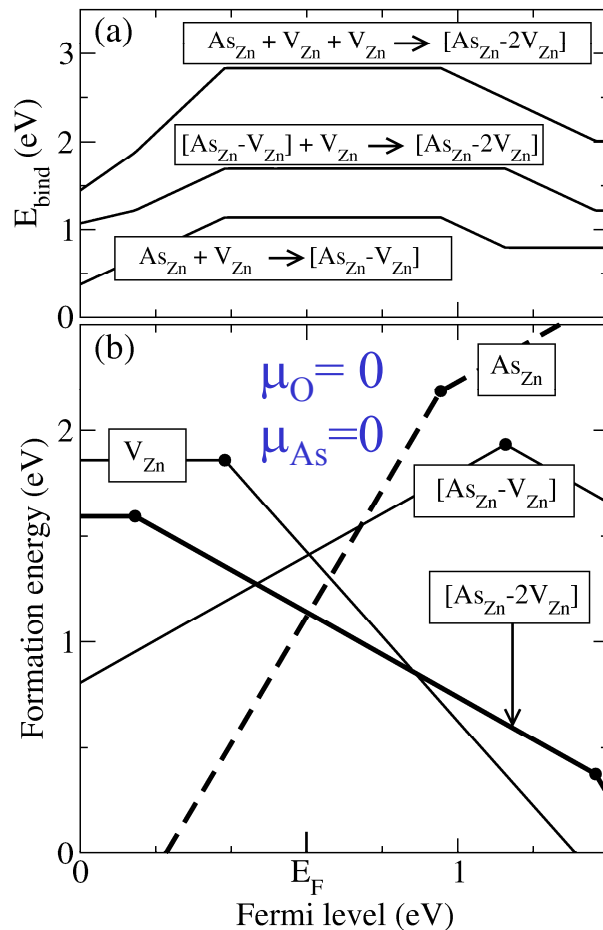 (a)
As_Zn + V_Zn + V_Zn → [As_Zn-2V_Zn]
[As_Zn-V_Zn] + V_Zn → [As_Zn-2V_Zn]
As_Zn + V_Zn → [As_Zn-V_Zn]
E_bind (eV)
3
2
1
0
(b)
μ_O= 0
μ_As=0
As_Zn
V_Zn
[As_Zn-V_Zn]
[As_Zn-2V_Zn]
Formation energy (eV)
2
1
0
0
E_F
1
Fermi level (eV)